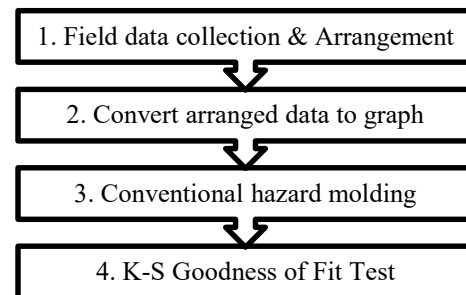 1. Field data collection & Arrangement
2. Convert arranged data to graph
3. Conventional hazard molding
4. K-S Goodness of Fit Test